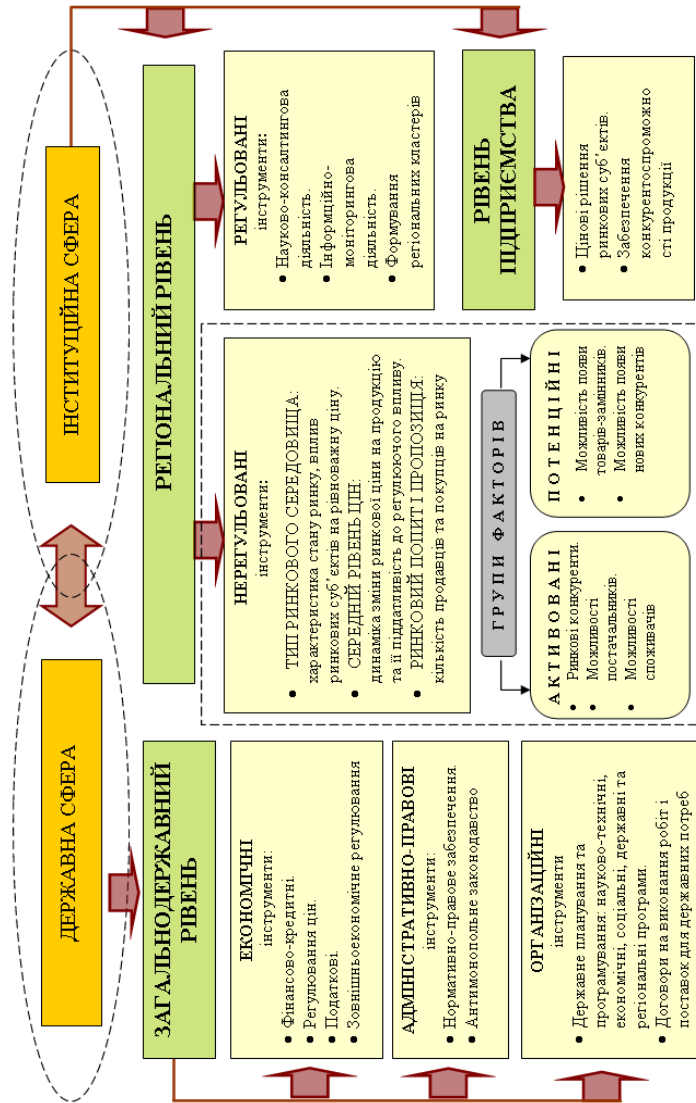 ДЕРЖАВНА СФЕРА
ІНСТИТУЦІЙНА СФЕРА
ЗАГАЛЬНОДЕРЖАВНИЙ
РІВЕНЬ
ЕКОНОМІЧНІ
інструменти:
● Фінансово-кредитні.
● Регулювання цін.
● Податкові.
● Зовнішньоекономічне регулювання
АДМІНІСТРАТИВНО-ПРАВОВІ
інструменти:
● Нормативно-правове забезпечення.
● Антимонопольне законодавство
ОРГАНІЗАЦІЙНІ
інструменти
● Державне планування та
програмування: науково-технічні,
економічні, соціальні, державні та
регіональні програми.
● Договори на виконання робіт і
поставок для державних потреб
РЕГІОНАЛЬНИЙ РІВЕНЬ
НЕРЕГУЛЬОВАНІ
інструменти:
● ТИП РИНКОВОГО СЕРЕДОВИЩА:
характеристика стану ринку, вплив
ринкових суб’єктів на рівноважну ціну.
● СЕРЕДНІЙ РІВЕНЬ ЦІН:
динаміка зміни ринкової ціни на продукцію
та її піддатливість до регулюючого впливу.
● РИНКОВИЙ ПОПИТ І ПРОПОЗИЦІЯ:
кількість продавців та покупців на ринку
ГРУПИ ФАКТОРІВ
АКТИВОВАНІ
● Ринкові конкуренти.
● Можливості
постачальників.
● Можливості
споживачів
ПОТЕНЦІЙНІ
● Можливість появи
товарів-замінників.
● Можливість появи
нових конкурентів
РЕГУЛЬОВАНІ
інструменти:
● Науково-консалтингова
діяльність.
● Інформційно-
моніторингова
діяльність.
● Формування
регіональних кластерів
РІВЕНЬ
ПІДПРИЄМСТВА
● Цінові рішення
ринкових суб’єктів.
● Забезпечення
конкурентоспроможно
сті продукції